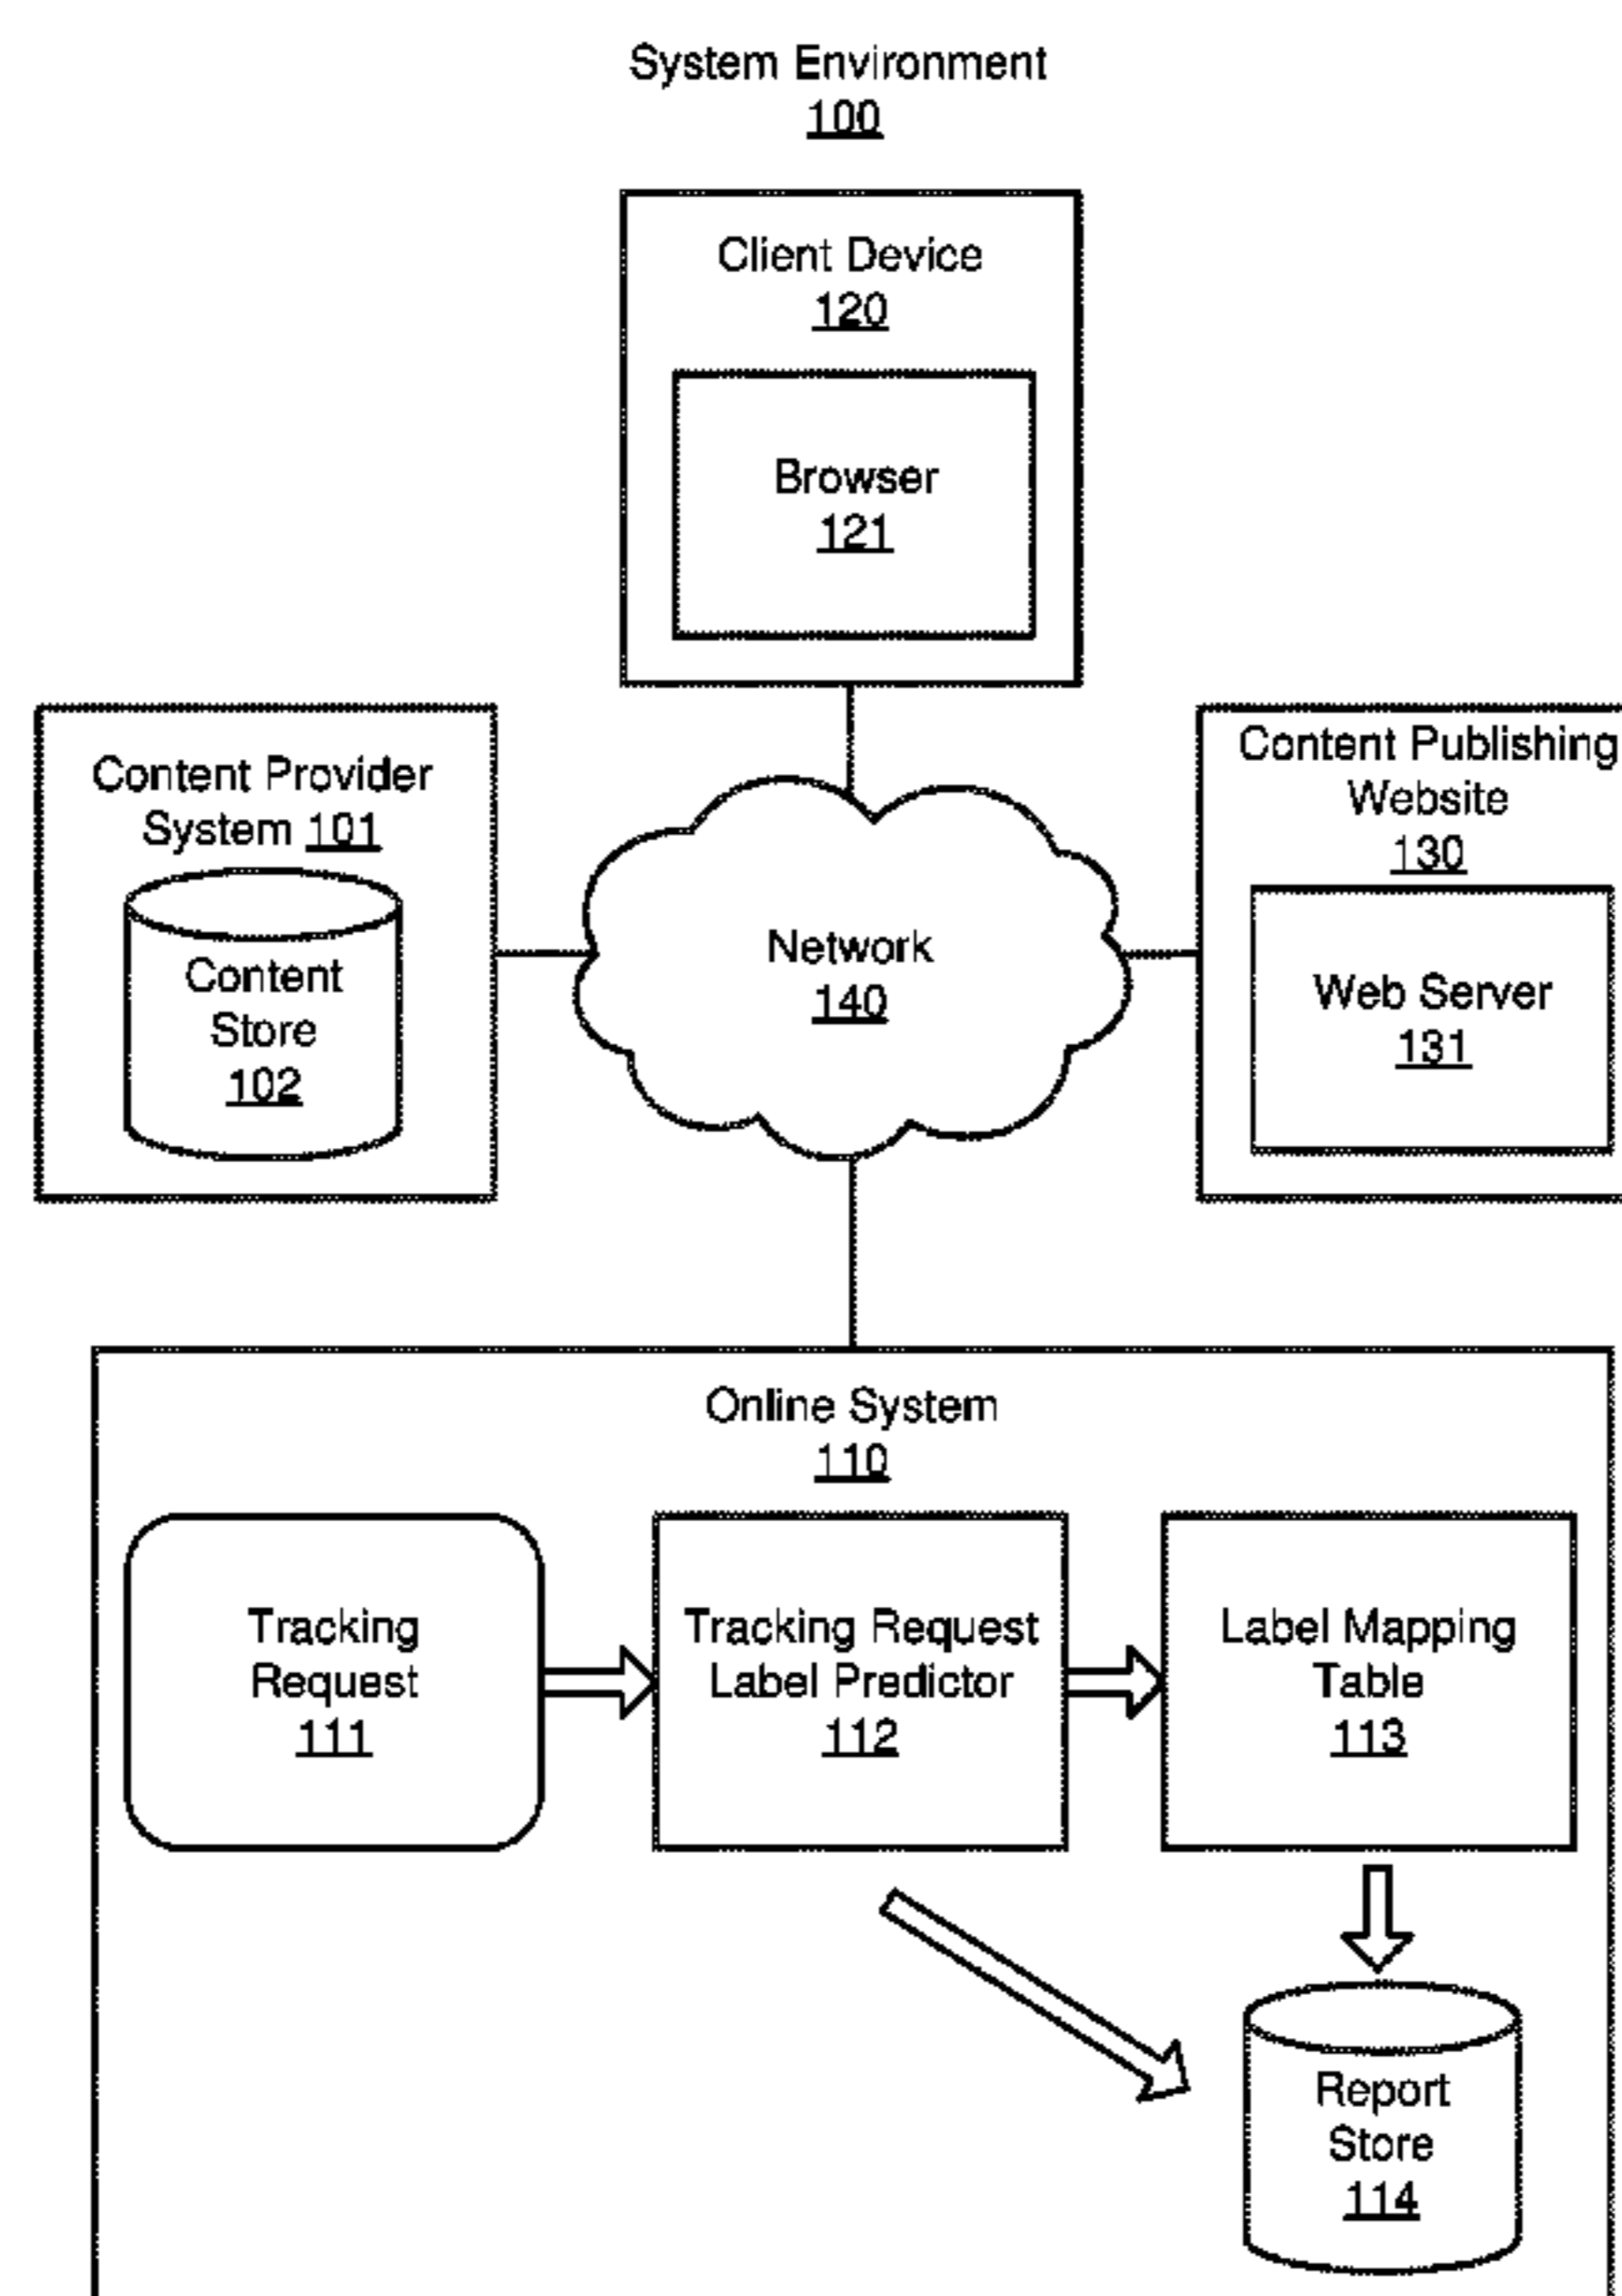 System Environment
100
Client Device
120
Browser
121
Content Provider
System 101
Content
Store
102
Network
140
Content Publishing
Website
130
Web Server
131
Online System
110
Tracking
Request
111
Tracking Request
Label Predictor
112
Label Mapping
Table
113
Report
Store
114